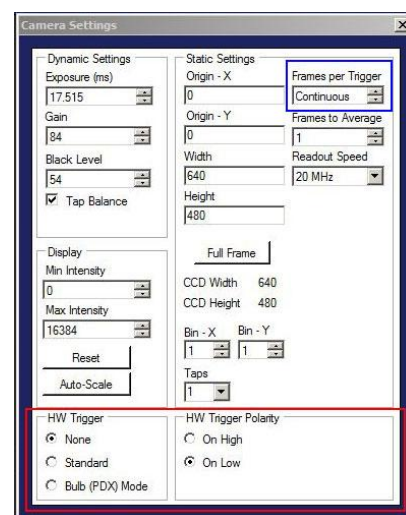 Camera Settings
Dynamic Settings
Exposure (ms)
17.515
Gain
84
Black Level
54
Tap Balance
Display
Min Intensity
0
Max Intensity
16384
Reset
Auto-Scale
Static Settings
Origin - X
0
Origin - Y
0
Width
640
Height
480
Full Frame
CCD Width 640
CCD Height 480
Bin - X Bin - Y
1 1
Taps
1
Frames per Trigger
Continuous
Frames to Average
1
Readout Speed
20 MHz
HW Trigger
None
Standard
Bulb (PDX) Mode
HW Trigger Polarity
On High
On Low